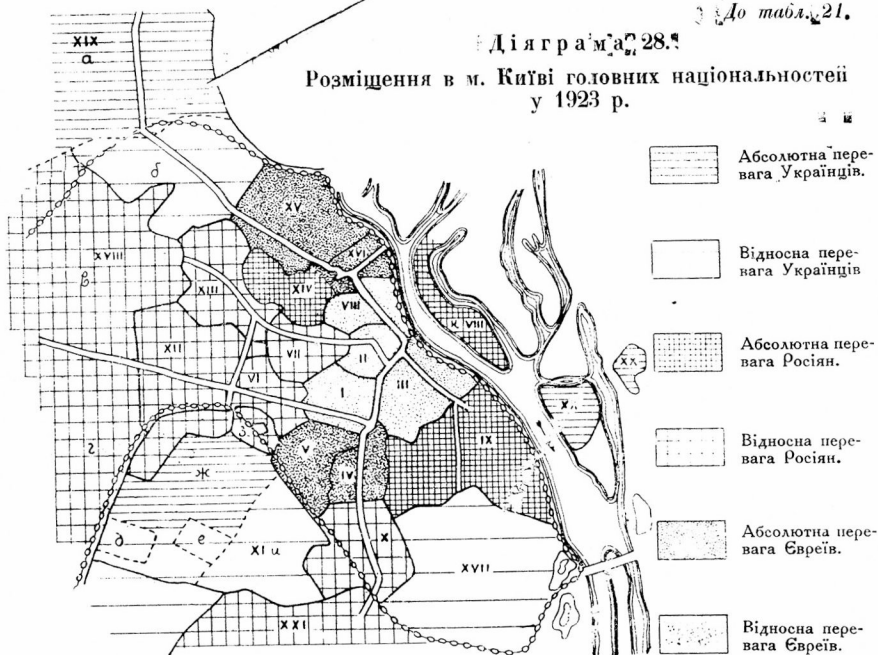 До табл. 21.
Діяграма 28.
Розміщення в м. Київі головних національностей
у 1923 р.
XIX
а
б
XV
XVIII
в
XVI
XIII
XIV
VIII
к. VIII
XII
VII
II
XX
VI
I
III
XX
г
з
V
IX
ж
IV
д
е
XI и
X
XVII
XXI
Абсолютна пере-
вага Українців.
Відносна пере-
вага Українців
Абсолютна пере-
вага Росіян.
Відносна пере-
вага Росіян.
Абсолютна пере-
вага Євреїв.
Відносна пере-
вага Євреїв.